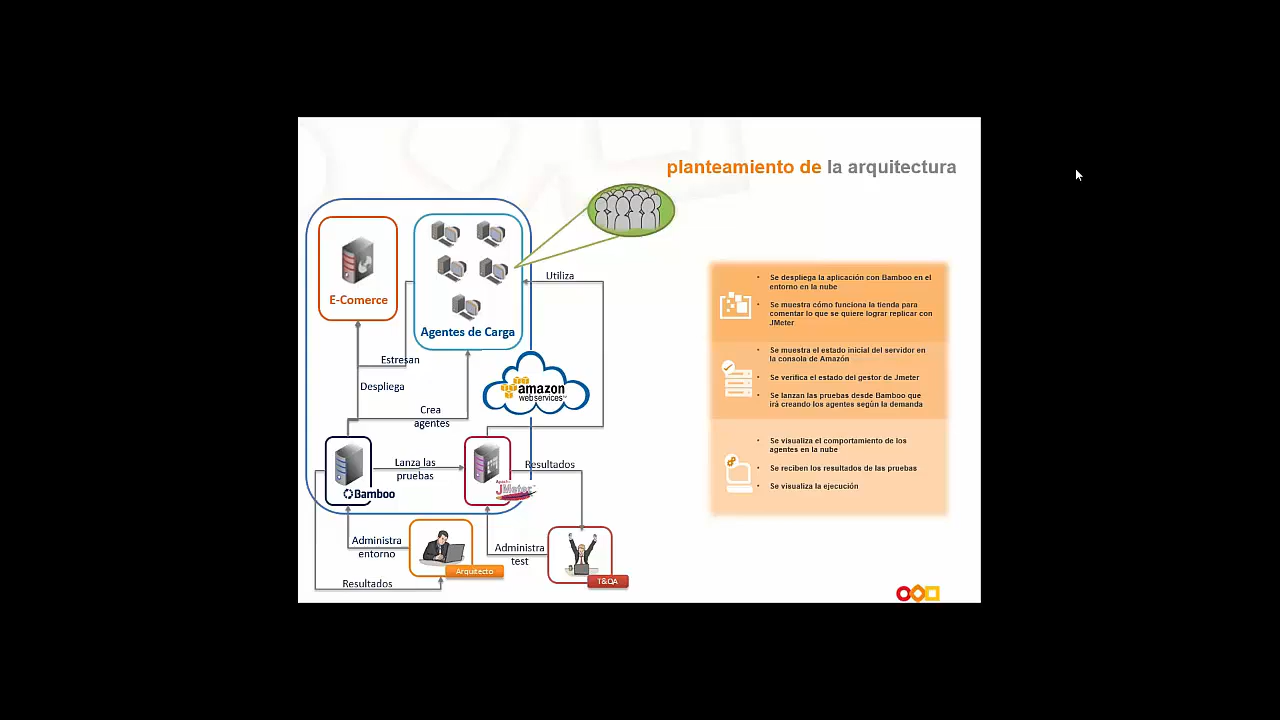 planteamiento de la arquitectura
E-Comerce
Agentes de Carga
Utiliza
Estresan
Despliega
amazon
webservices™
Crea
agentes
Lanza las
pruebas
Resultados
Bamboo
Apache
JMeter™
Administra
entorno
Arquitecto
Administra
test
T&QA
Resultados
• Se despliega la aplicación con Bamboo en el
entorno en la nube
• Se muestra cómo funciona la tienda para
comentar lo que se quiere lograr replicar con
JMeter
• Se muestra el estado inicial del servidor en
la consola de Amazón
• Se verifica el estado del gestor de Jmeter
• Se lanzan las pruebas desde Bamboo que
irá creando los agentes según la demanda
• Se visualiza el comportamiento de los
agentes en la nube
• Se reciben los resultados de las pruebas
• Se visualiza la ejecución